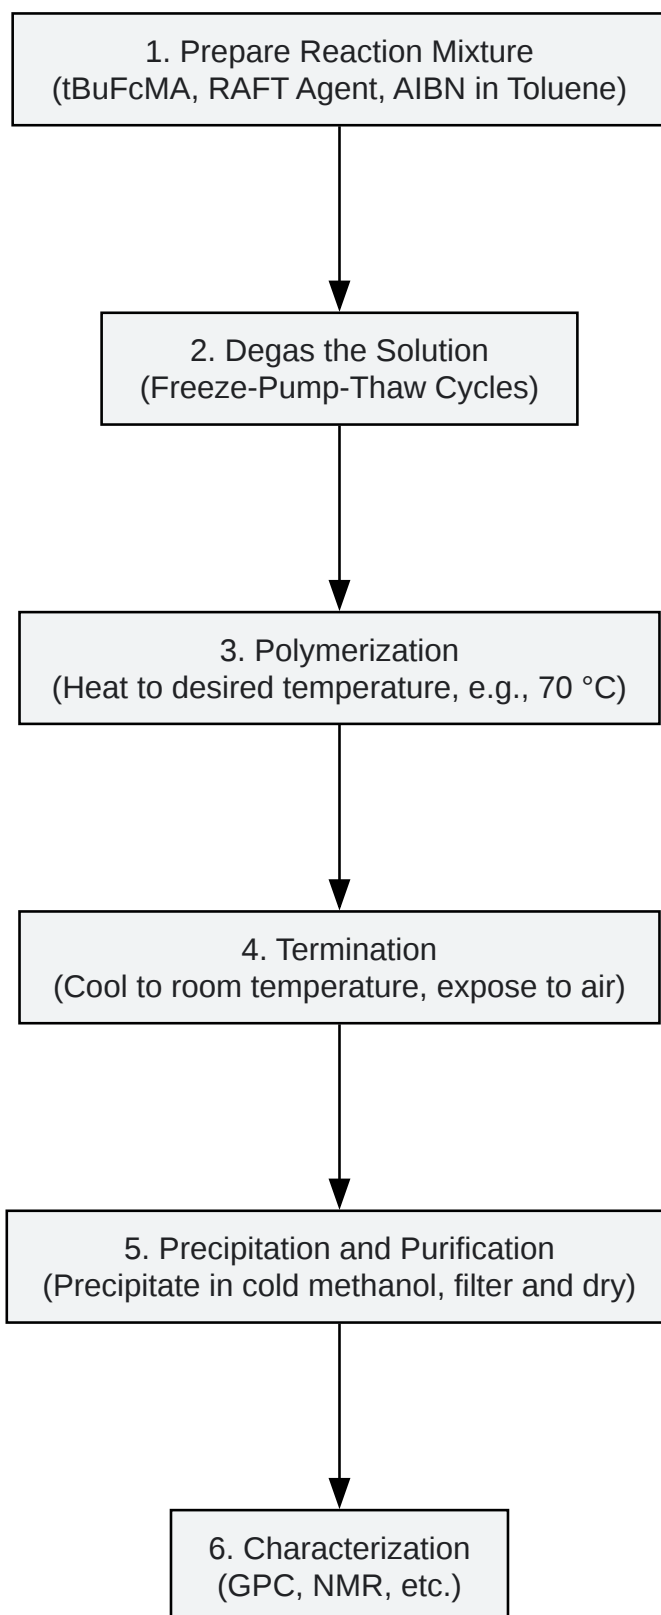 1. Prepare Reaction Mixture
(tBuFcMA, RAFT Agent, AIBN in Toluene)
2. Degas the Solution
(Freeze-Pump-Thaw Cycles)
3. Polymerization
(Heat to desired temperature, e.g., 70 °C)
4. Termination
(Cool to room temperature, expose to air)
5. Precipitation and Purification
(Precipitate in cold methanol, filter and dry)
6. Characterization
(GPC, NMR, etc.)